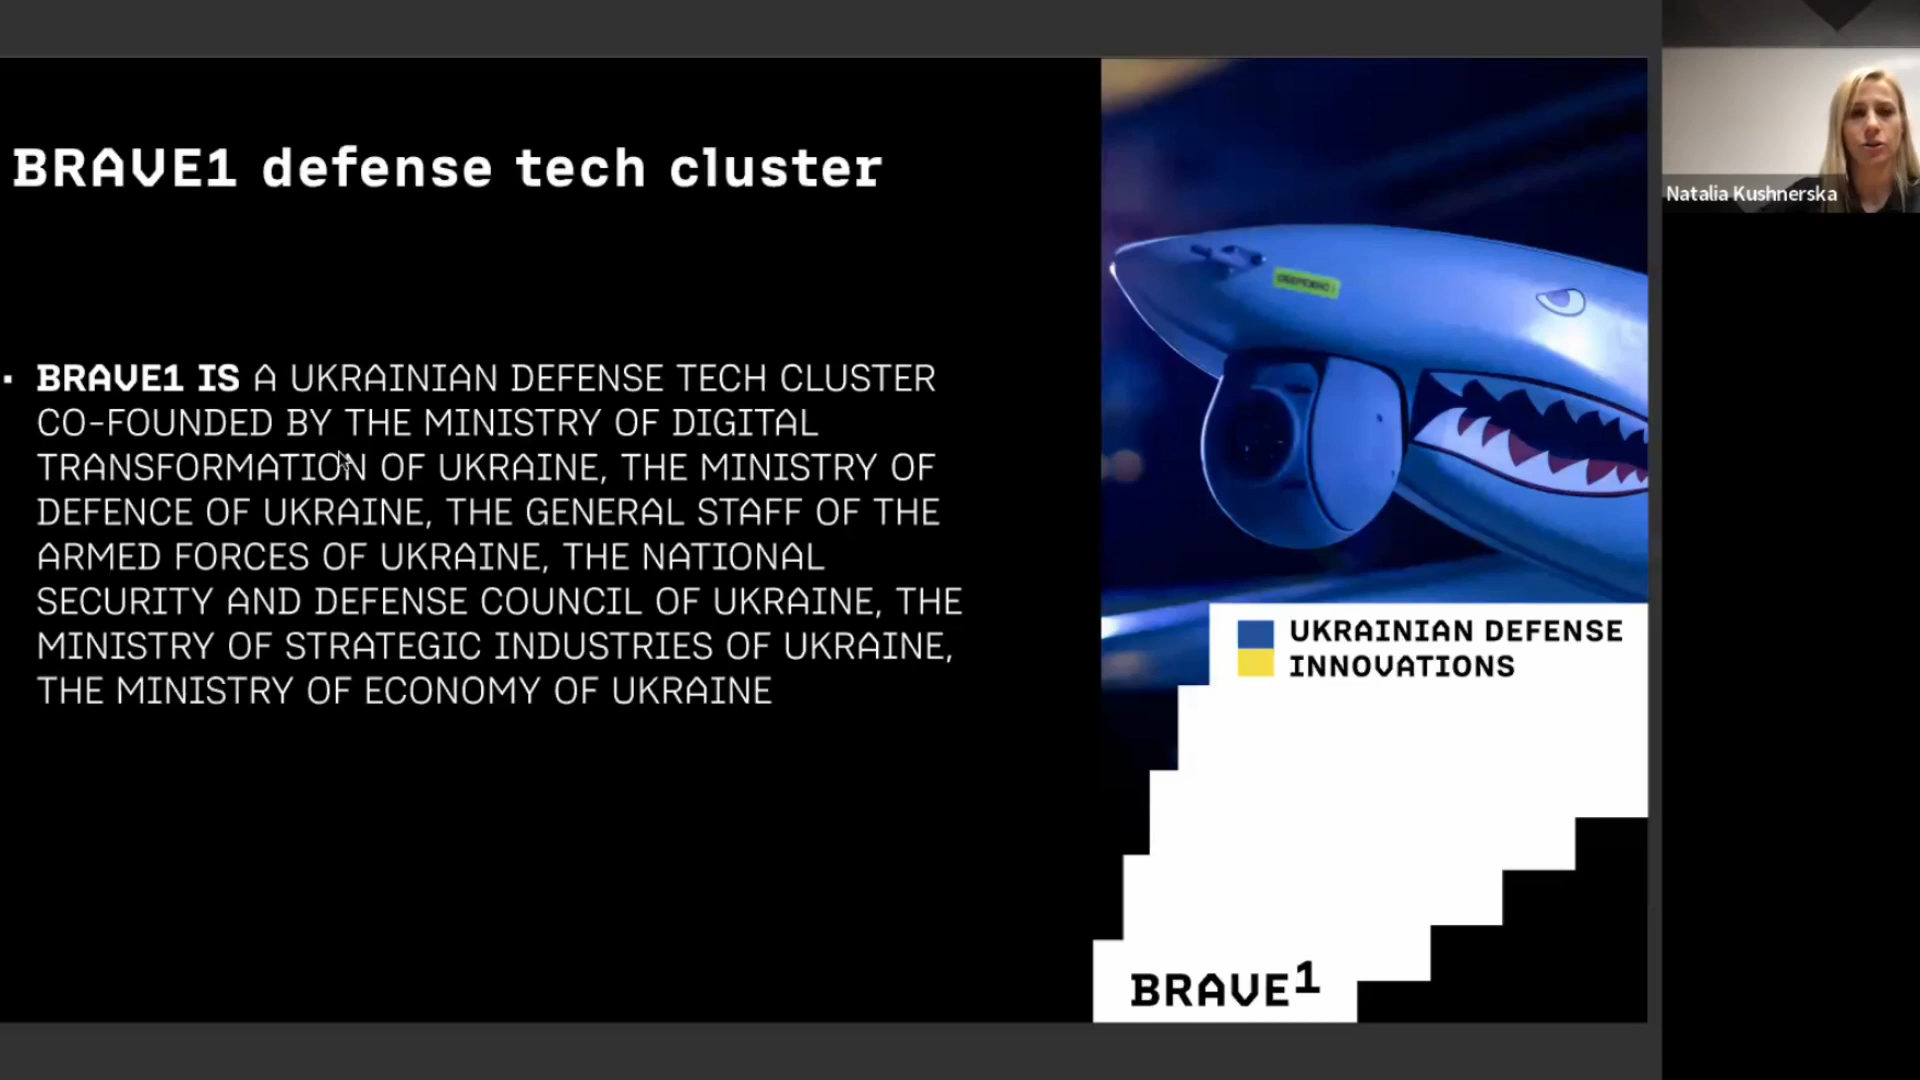 BRAVE1 defense tech cluster
▪ BRAVE1 IS A UKRAINIAN DEFENSE TECH CLUSTER
CO-FOUNDED BY THE MINISTRY OF DIGITAL
TRANSFORMATION OF UKRAINE, THE MINISTRY OF
DEFENCE OF UKRAINE, THE GENERAL STAFF OF THE
ARMED FORCES OF UKRAINE, THE NATIONAL
SECURITY AND DEFENSE COUNCIL OF UKRAINE, THE
MINISTRY OF STRATEGIC INDUSTRIES OF UKRAINE,
THE MINISTRY OF ECONOMY OF UKRAINE
UKRAINIAN DEFENSE
INNOVATIONS
BRAVE1
Natalia Kushnerska